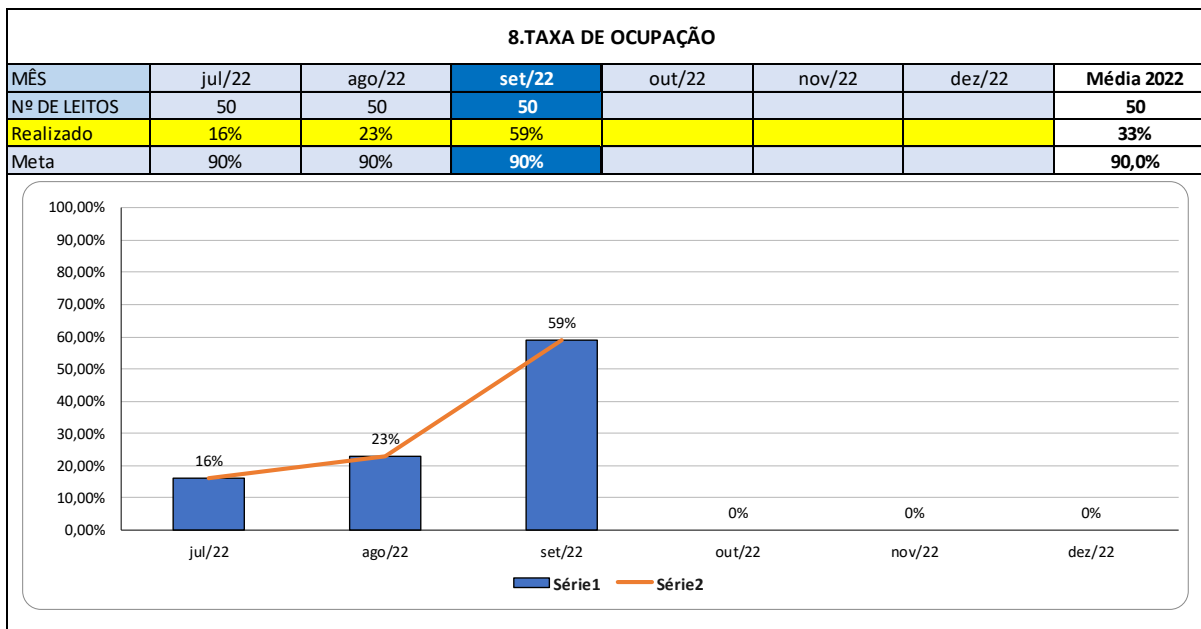 8.TAXA DE OCUPAÇÃO
MÊS jul/22 ago/22 set/22 out/22 nov/22 dez/22 Média 2022
Nº DE LEITOS 50 50 50 50
Realizado 16% 23% 59% 33%
Meta 90% 90% 90% 90,0%
100,00%
90,00%
80,00%
70,00%
60,00%
50,00%
40,00%
30,00%
20,00%
10,00%
0,00%
16% 23% 59% 0% 0% 0%
jul/22 ago/22 set/22 out/22 nov/22 dez/22
Série1 Série2